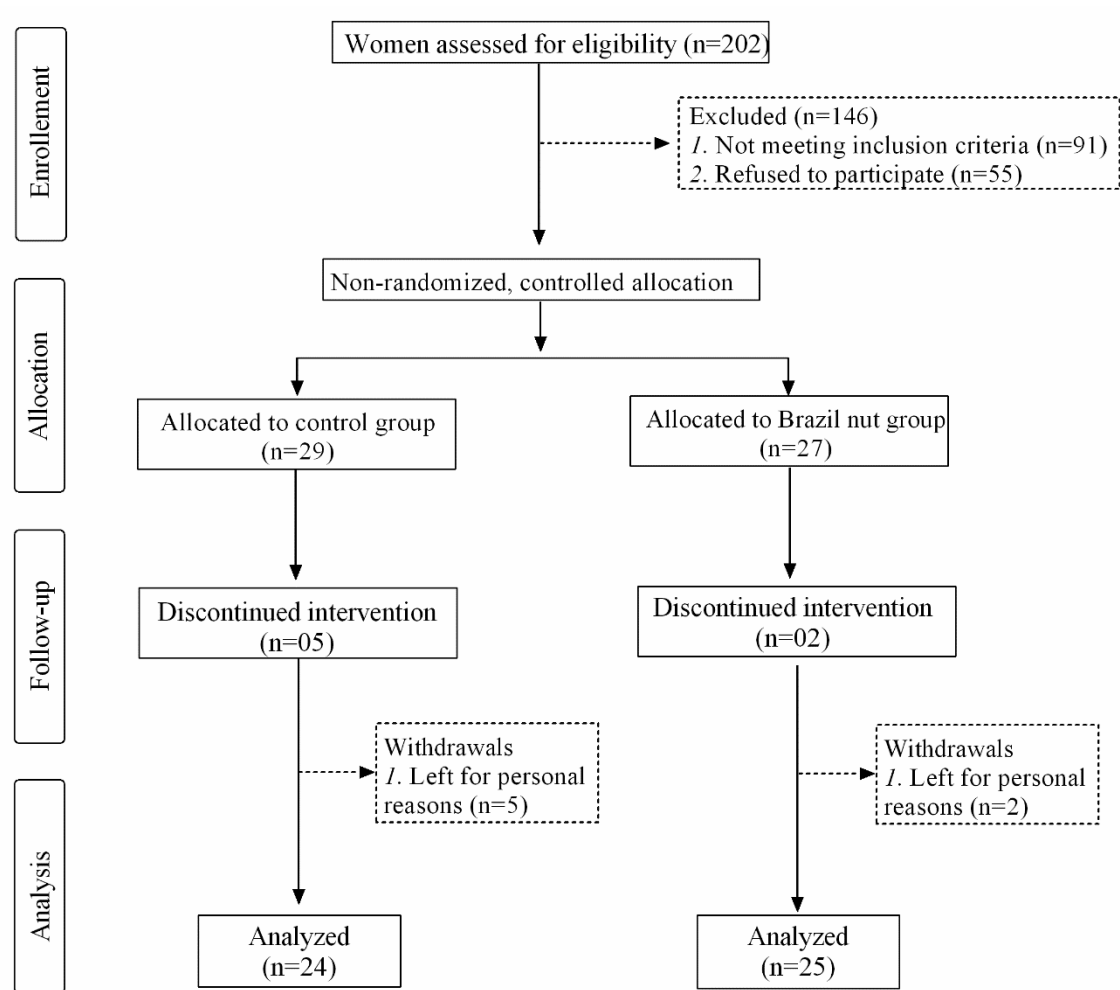 Enrollement
Women assessed for eligibility (n=202)
Excluded (n=146)
1. Not meeting inclusion criteria (n=91)
2. Refused to participate (n=55)
Allocation
Non-randomized, controlled allocation
Allocated to control group
(n=29)
Allocated to Brazil nut group
(n=27)
Follow-up
Discontinued intervention
(n=05)
Discontinued intervention
(n=02)
Withdrawals
1. Left for personal
reasons (n=5)
Withdrawals
1. Left for personal
reasons (n=2)
Analysis
Analyzed
(n=24)
Analyzed
(n=25)